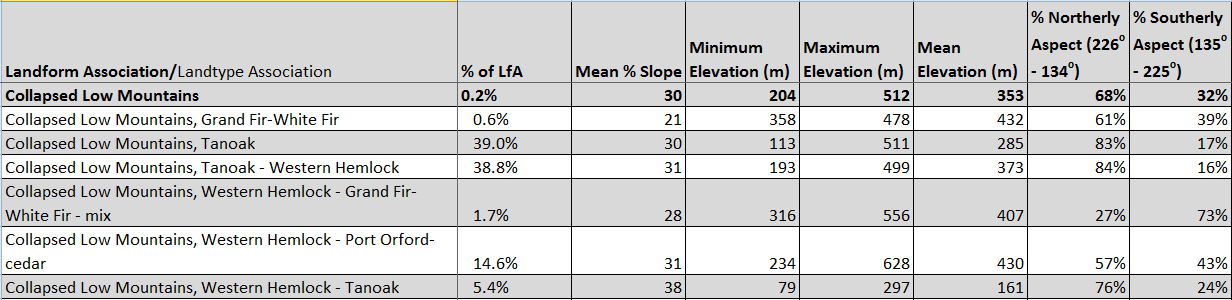 Landform Association/Landtype Association % of LfA Mean % Slope Minimum Elevation (m) Maximum Elevation (m) Mean Elevation (m) % Northerly Aspect (226° - 134°) % Southerly Aspect (135° - 225°)
Collapsed Low Mountains 0.2% 30 204 512 353 68% 32%
Collapsed Low Mountains, Grand Fir-White Fir 0.6% 21 358 478 432 61% 39%
Collapsed Low Mountains, Tanoak 39.0% 30 113 511 285 83% 17%
Collapsed Low Mountains, Tanoak - Western Hemlock 38.8% 31 193 499 373 84% 16%
Collapsed Low Mountains, Western Hemlock - Grand Fir-
White Fir - mix 1.7% 28 316 556 407 27% 73%
Collapsed Low Mountains, Western Hemlock - Port Orford-
cedar 14.6% 31 234 628 430 57% 43%
Collapsed Low Mountains, Western Hemlock - Tanoak 5.4% 38 79 297 161 76% 24%